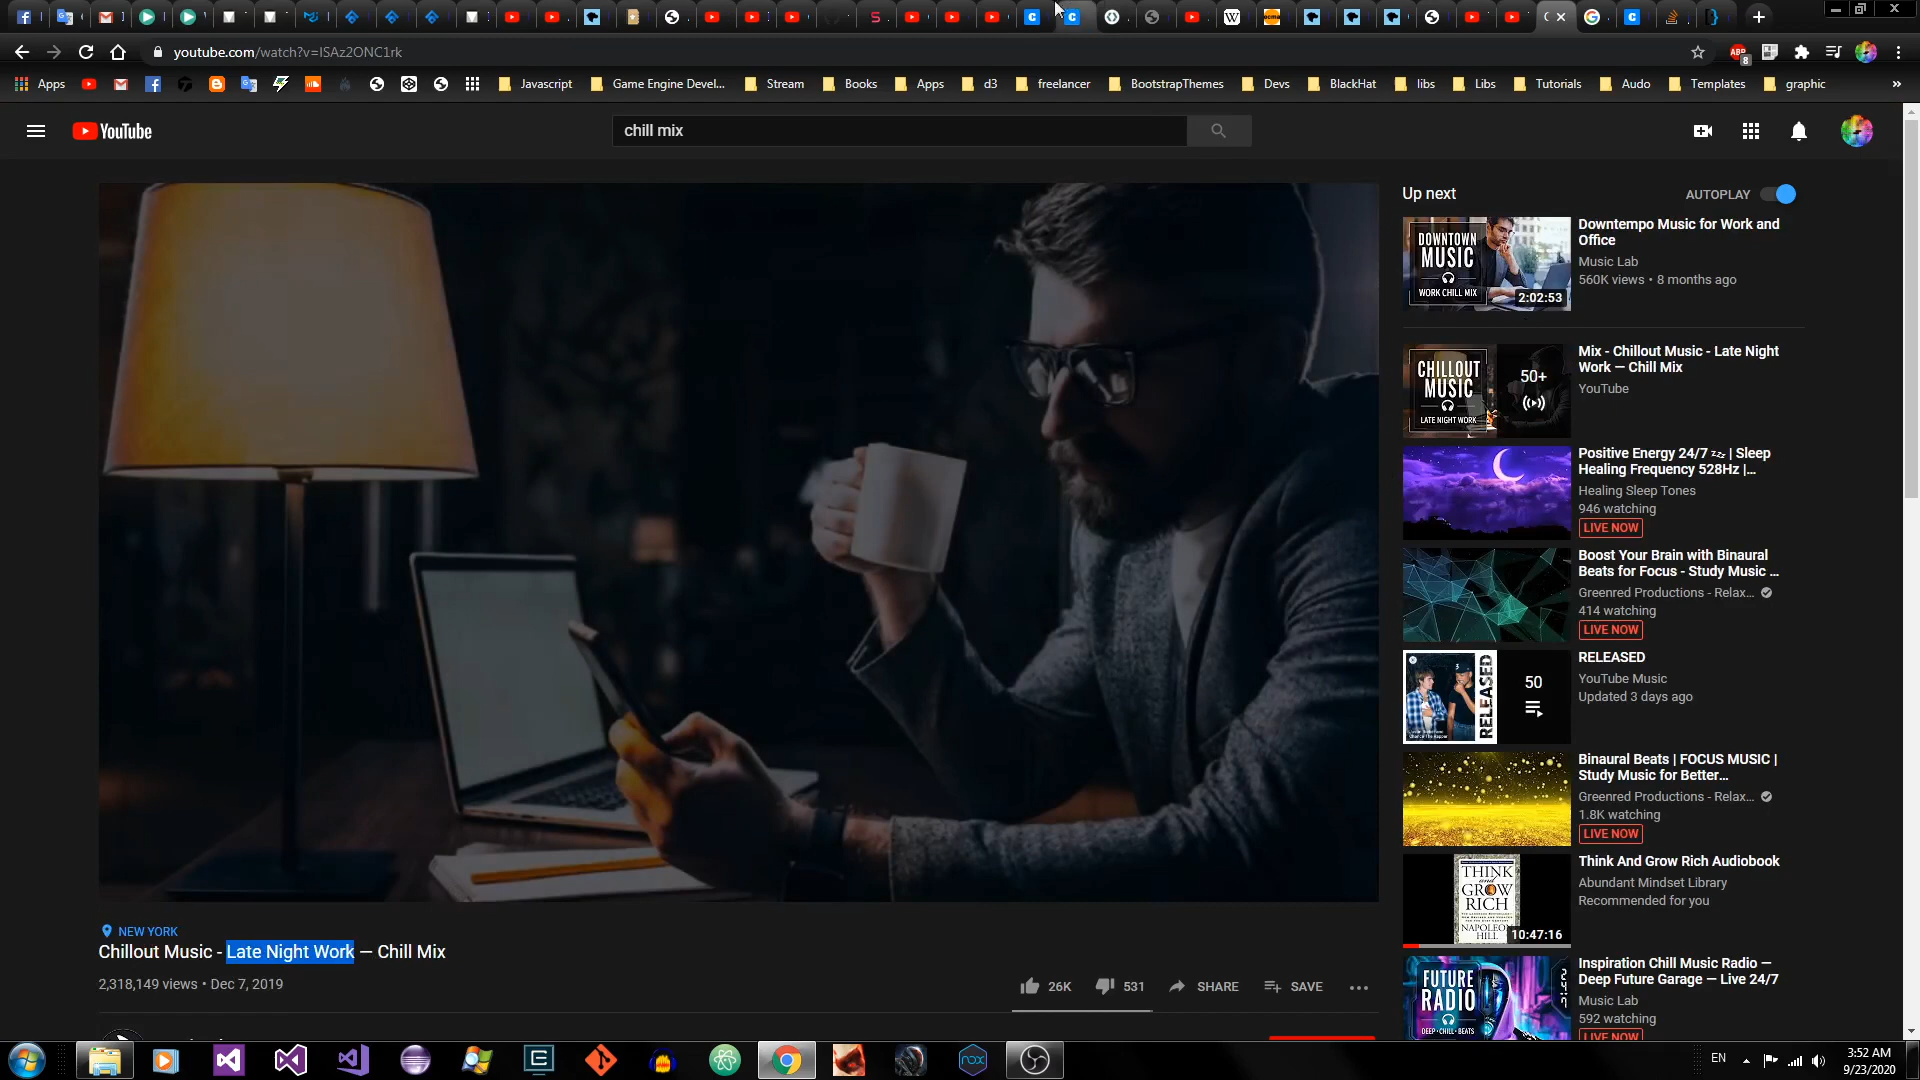 youtube.com/watch?v=ISAz2ONC1rk
ABP
8
Apps
Javascript
Game Engine Devel...
Stream
Books
Apps
d3
freelancer
BootstrapThemes
Devs
BlackHat
libs
Libs
Tutorials
Audo
Templates
graphic
YouTube
chill mix
Up next
AUTOPLAY
DOWNTOWN
MUSIC
WORK CHILL MIX
2:02:53
Downtempo Music for Work and
Office
Music Lab
560K views • 8 months ago
CHILLOUT
MUSIC
LATE NIGHT WORK
50+
Mix - Chillout Music - Late Night
Work — Chill Mix
YouTube
Positive Energy 24/7 💤 | Sleep
Healing Frequency 528Hz |...
Healing Sleep Tones
946 watching
LIVE NOW
Boost Your Brain with Binaural
Beats for Focus - Study Music ...
Greenred Productions - Relax...
414 watching
LIVE NOW
RELEASED
50
RELEASED
YouTube Music
Updated 3 days ago
Binaural Beats | FOCUS MUSIC |
Study Music for Better...
Greenred Productions - Relax...
1.8K watching
LIVE NOW
THINK
and
GROW
RICH
NAPOLEON
HILL
10:47:16
Think And Grow Rich Audiobook
Abundant Mindset Library
Recommended for you
FUTURE
RADIO
DEEP · CHILL · BEATS
Inspiration Chill Music Radio —
Deep Future Garage — Live 24/7
Music Lab
592 watching
LIVE NOW
NEW YORK
Chillout Music - Late Night Work — Chill Mix
2,318,149 views • Dec 7, 2019
26K
531
SHARE
SAVE
nox
EN
3:52 AM
9/23/2020